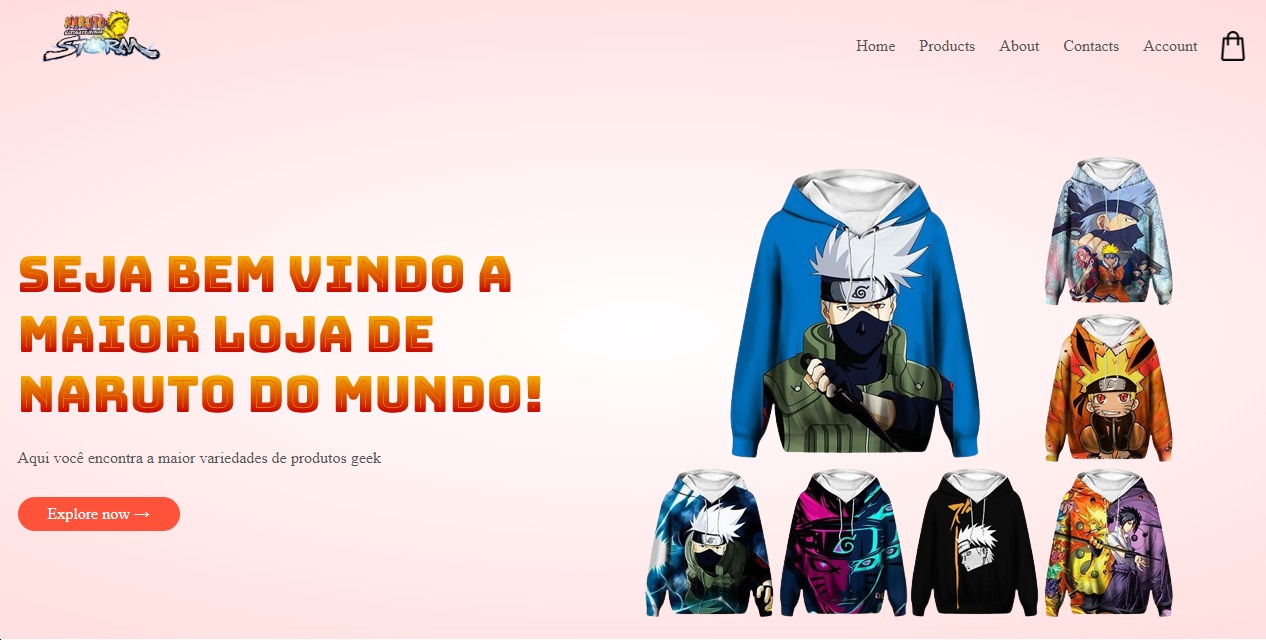 NARUTO
ULTIMATE NINJA
STORM
Home Products About Contacts Account
SEJA BEM VINDO A
MAIOR LOJA DE
NARUTO DO MUNDO!
Aqui você encontra a maior variedades de produtos geek
Explore now →